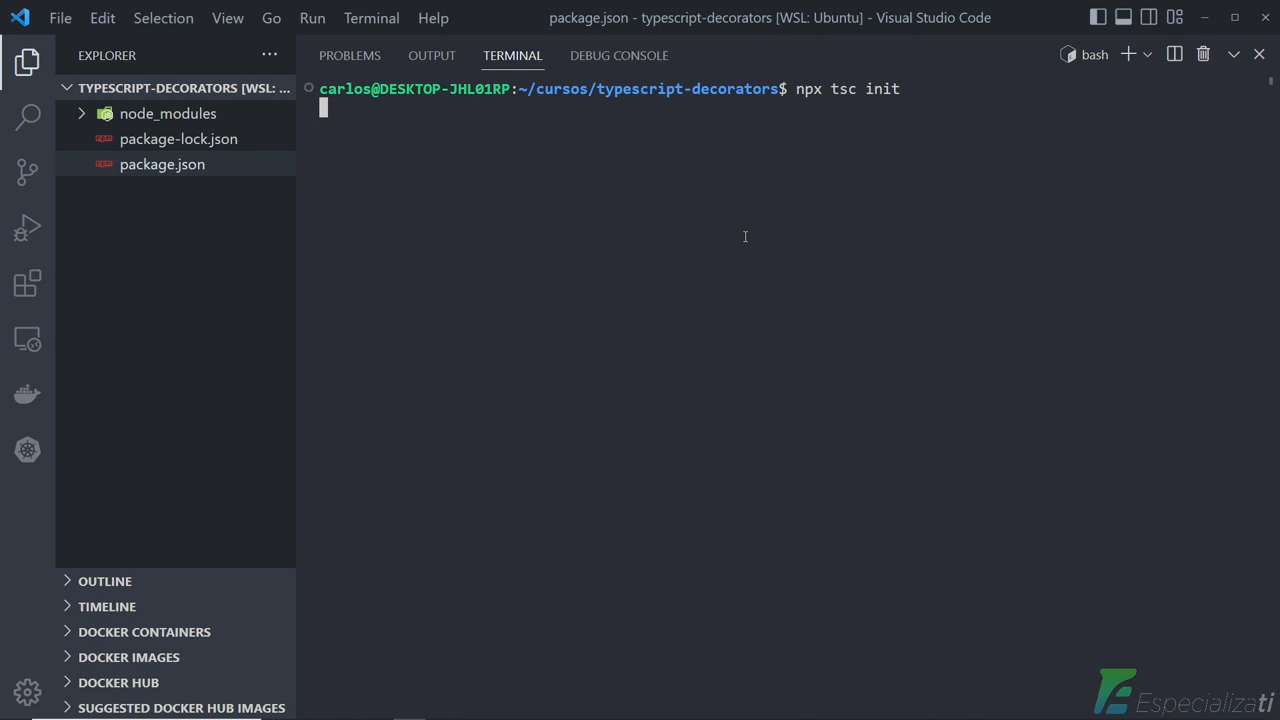 File Edit Selection View Go Run Terminal Help
package.json - typescript-decorators [WSL: Ubuntu] - Visual Studio Code
EXPLORER
PROBLEMS OUTPUT TERMINAL DEBUG CONSOLE
bash
TYPESCRIPT-DECORATORS [WSL: ...
node_modules
package-lock.json
package.json
carlos@DESKTOP-JHL01RP:~/cursos/typescript-decorators$ npx tsc init
OUTLINE
TIMELINE
DOCKER CONTAINERS
DOCKER IMAGES
DOCKER HUB
SUGGESTED DOCKER HUB IMAGES
Especializati